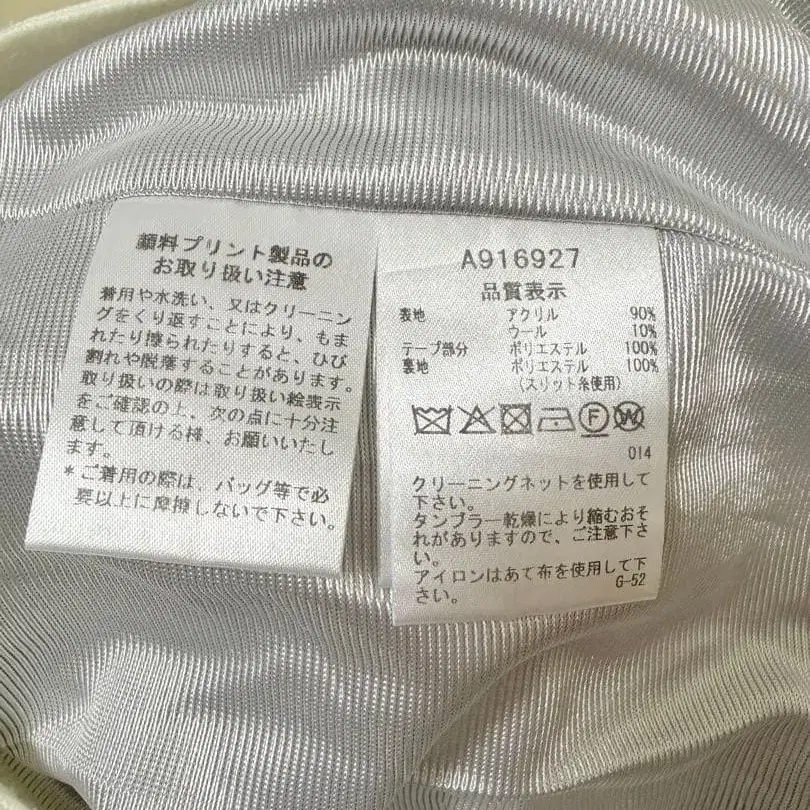 顔料プリント製品の
お取り扱い注意
着用や水洗い、又はクリーニン
グをくり返すことにより、もま
れたり擦られたりすると、ひび
割れや脱落することがあります。
取り扱いの際は取り扱い絵表示
をご確認の上、次の点に十分注
意して頂ける様、お願いいたし
ます。
*ご着用の際は、バッグ等で必
要以上に摩擦しないで下さい。
A916927
品質表示
表地 アクリル 90%
ウール 10%
テープ部分 ポリエステル 100%
裏地 ポリエステル 100%
(スリット糸使用)
F W
014
クリーニングネットを使用して
下さい。
タンブラー乾燥により縮むおそ
れがありますので、ご注意下さ
い。
アイロンはあて布を使用して下
さい。 G-52